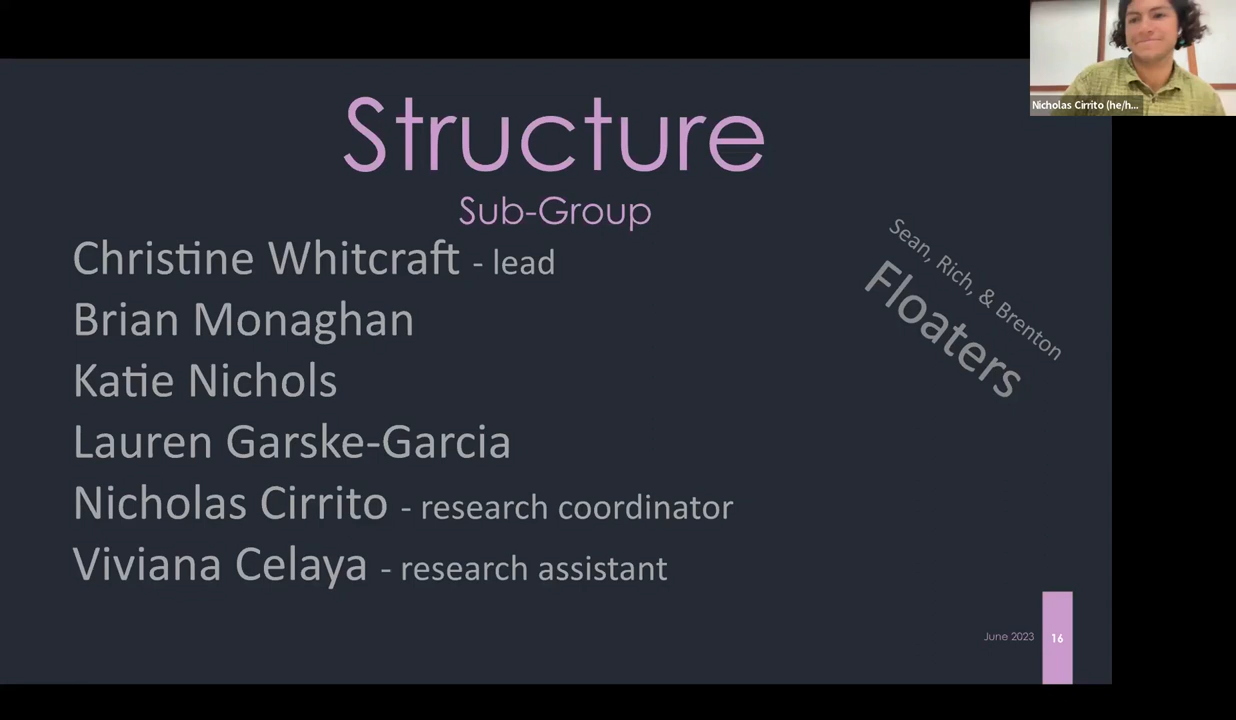 Nicholas Cirrito (he/h...
Structure
Sub-Group
Christine Whitcraft - lead
Brian Monaghan
Katie Nichols
Lauren Garske-Garcia
Nicholas Cirrito - research coordinator
Viviana Celaya - research assistant
Sean, Rich, & Brenton
Floaters
June 2023
16